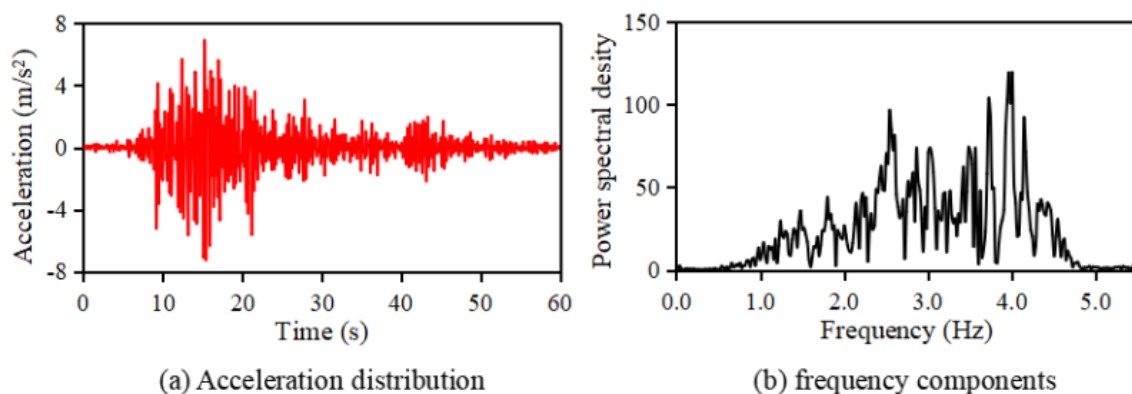 8
4
0
-4
-8
Acceleration (m/s²)
0 10 20 30 40 50 60
Time (s)
(a) Acceleration distribution
150
100
50
0
Power spectral desity
0.0 1.0 2.0 3.0 4.0 5.0
Frequency (Hz)
(b) frequency components